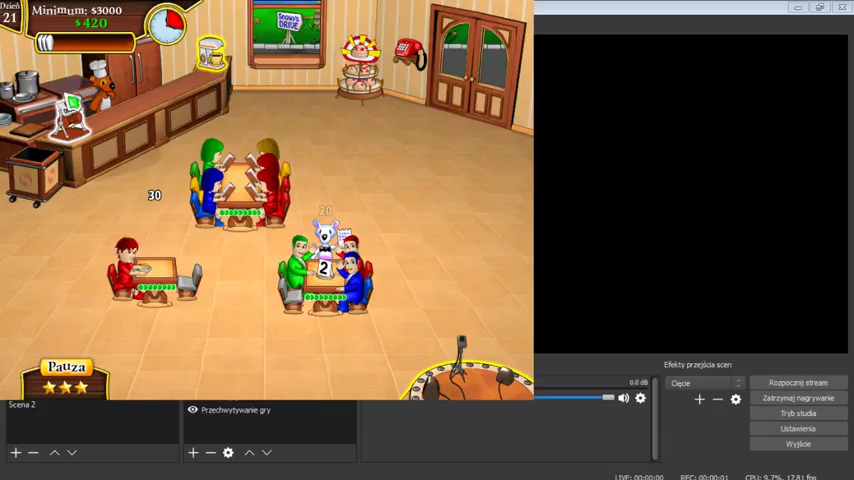 Dzień
21
Minimum: $3000
$ 420
Snowy's
DRIVE
30
20
2
Pauza
0.0 dB
Efekty przejścia scen
Cięcie
Rozpocznij stream
Zatrzymaj nagrywanie
Tryb studia
Ustawienia
Wyjście
Scena 2
Przechwytywanie gry
LIVE: 00:00:00
REC: 00:00:01
CPU: 9.7%, 17.81 fps